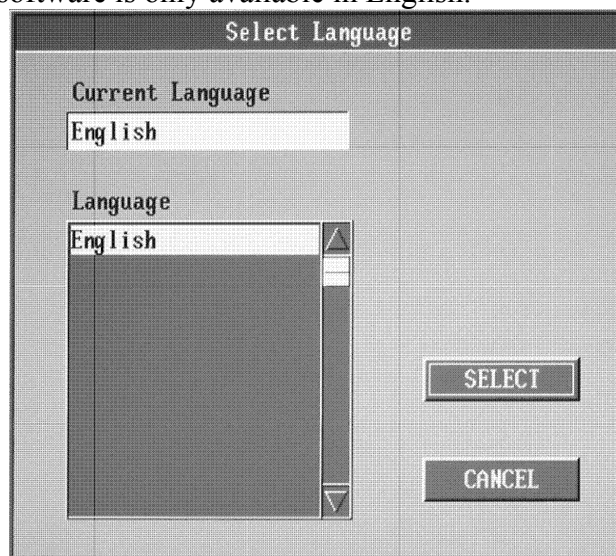 software is only available in English.
Select Language
Current Language
English
Language
English
SELECT
CANCEL